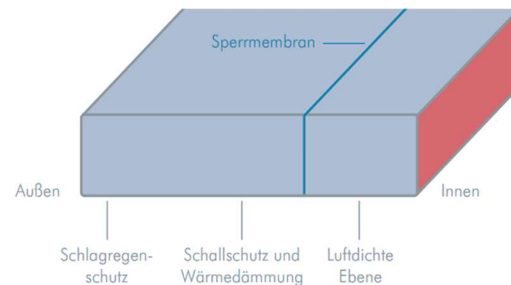 Sperrmembran
Außen
Innen
Schlagregen-
schutz
Schallschutz und
Wärmedämmung
Luftdichte
Ebene